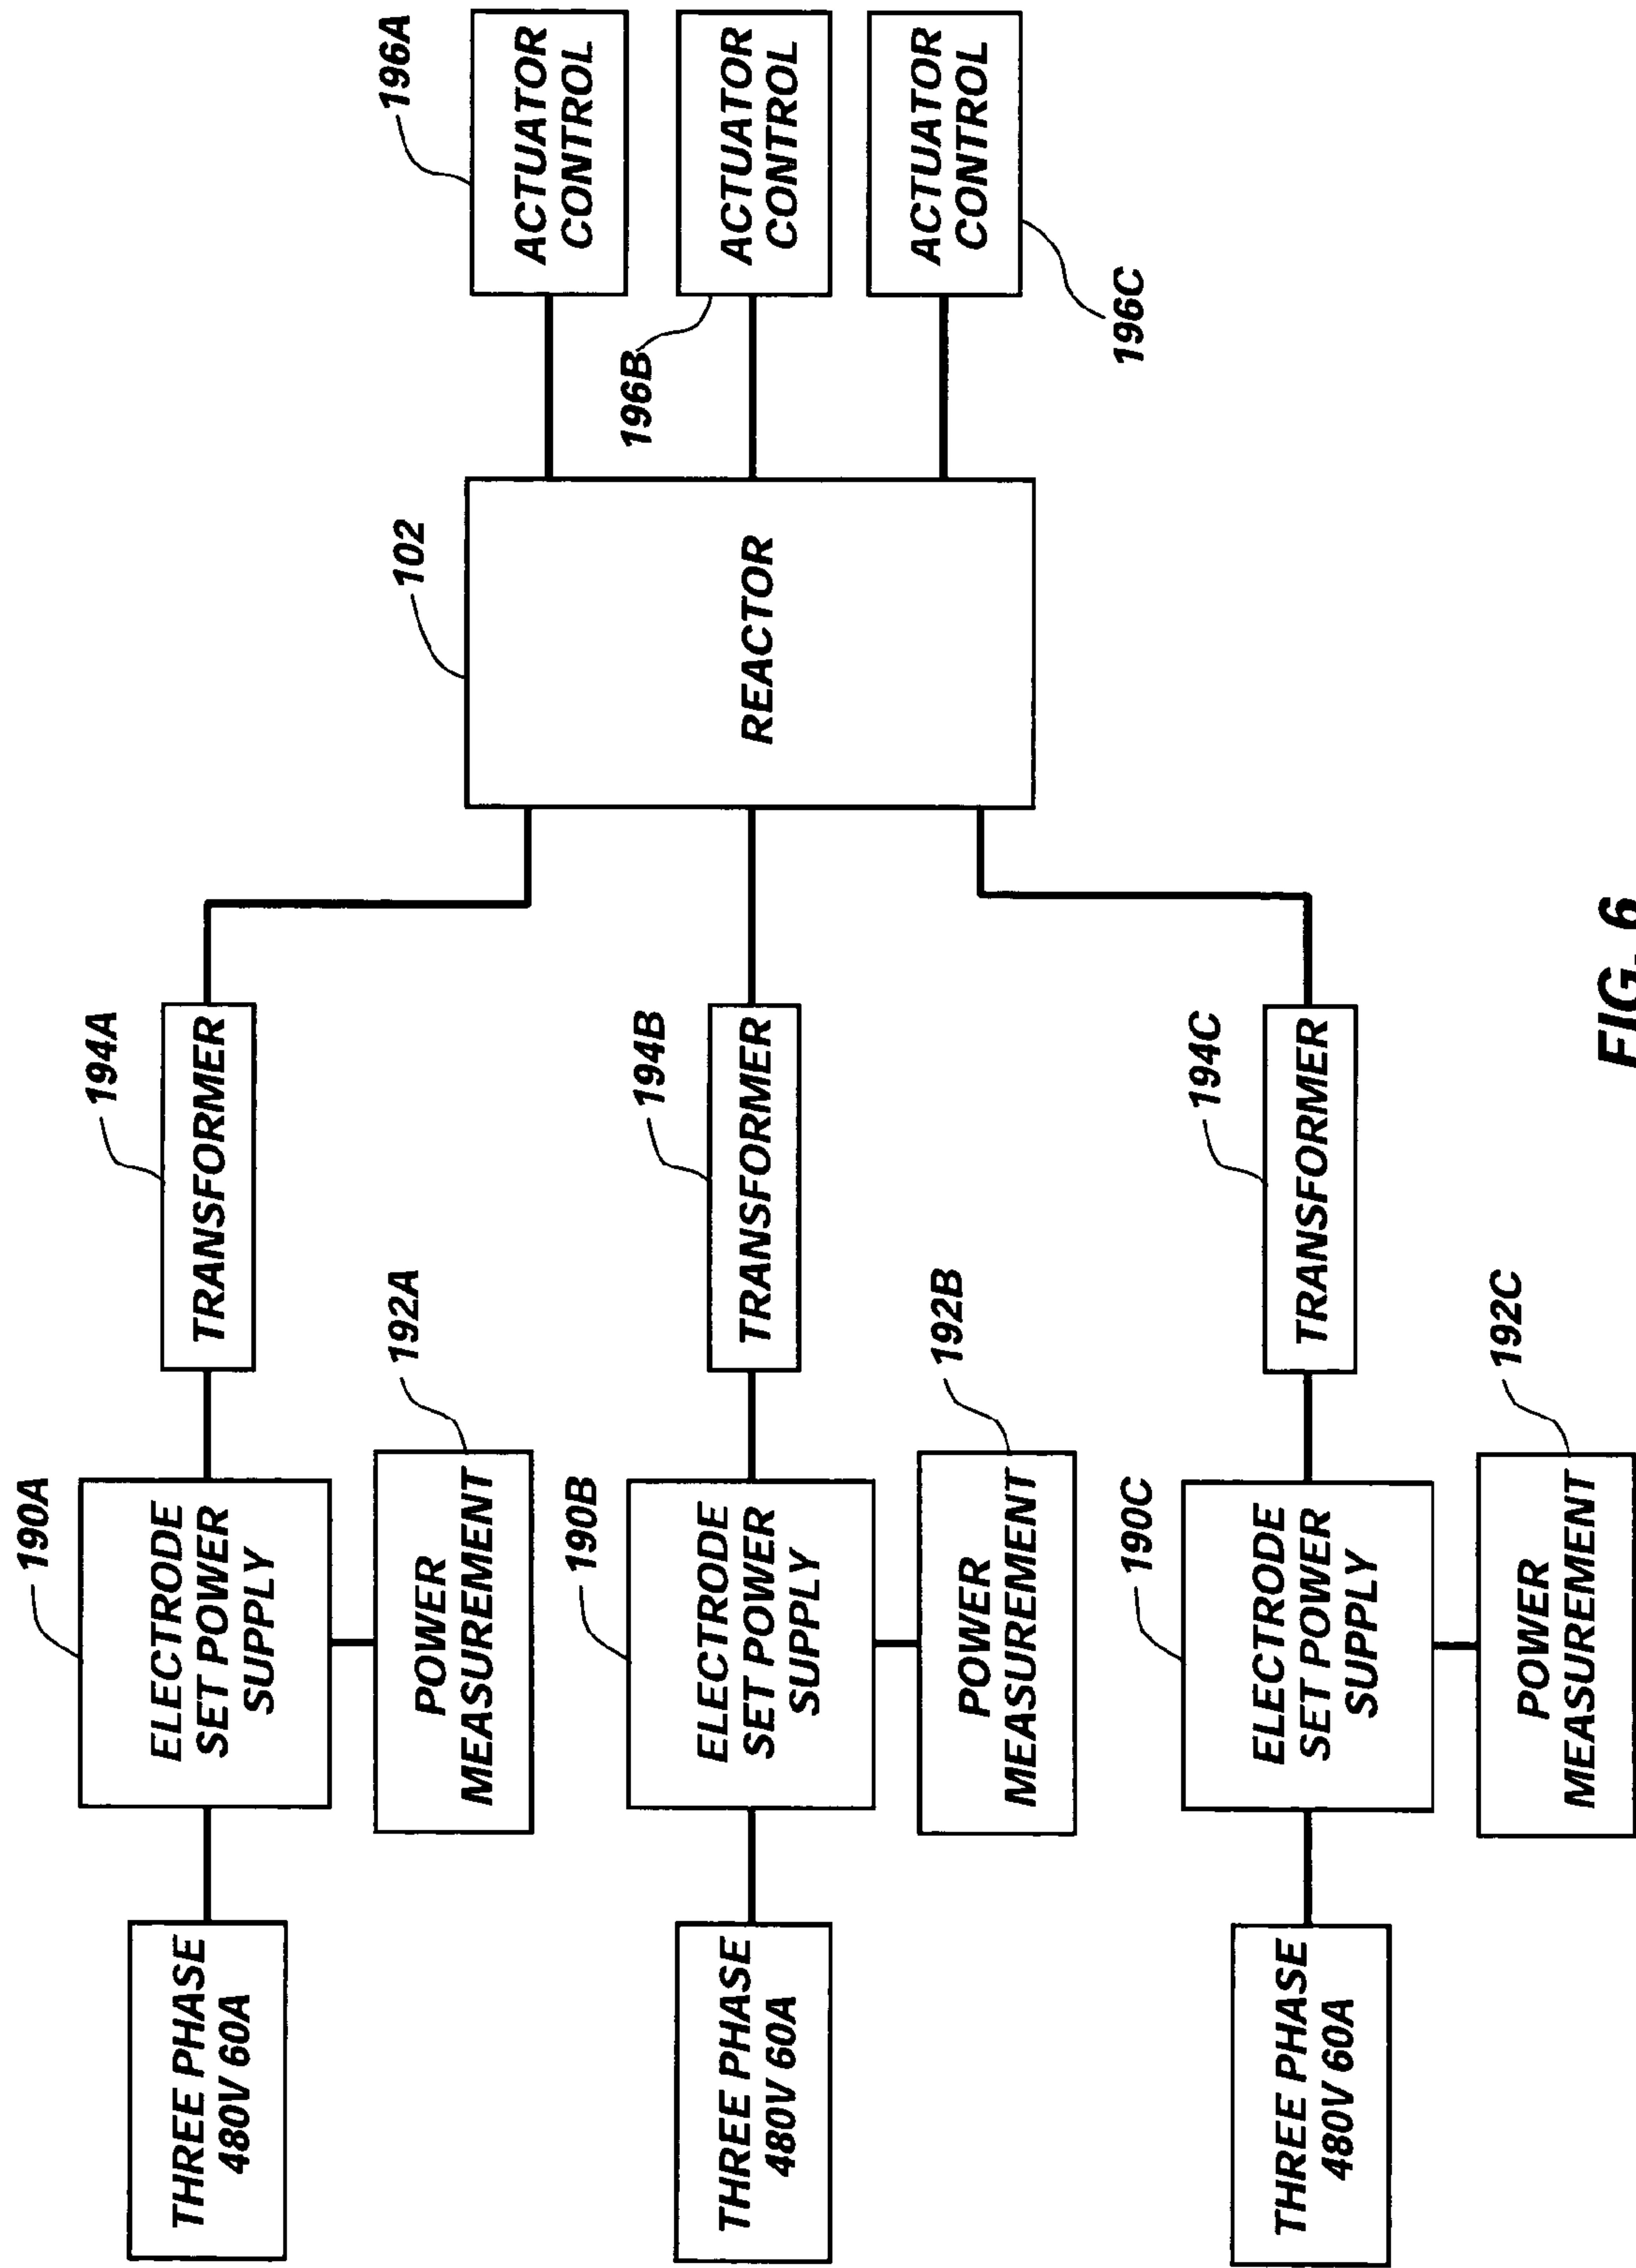 190A
THREE PHASE
480V 60A
ELECTRODE
SET POWER
SUPPLY
192A
POWER
MEASUREMENT
194A
TRANSFORMER
190B
THREE PHASE
480V 60A
ELECTRODE
SET POWER
SUPPLY
192B
POWER
MEASUREMENT
194B
TRANSFORMER
190C
THREE PHASE
480V 60A
ELECTRODE
SET POWER
SUPPLY
192C
POWER
MEASUREMENT
194C
TRANSFORMER
102
REACTOR
196A
ACTUATOR
CONTROL
196B
ACTUATOR
CONTROL
196C
ACTUATOR
CONTROL
FIG. 6